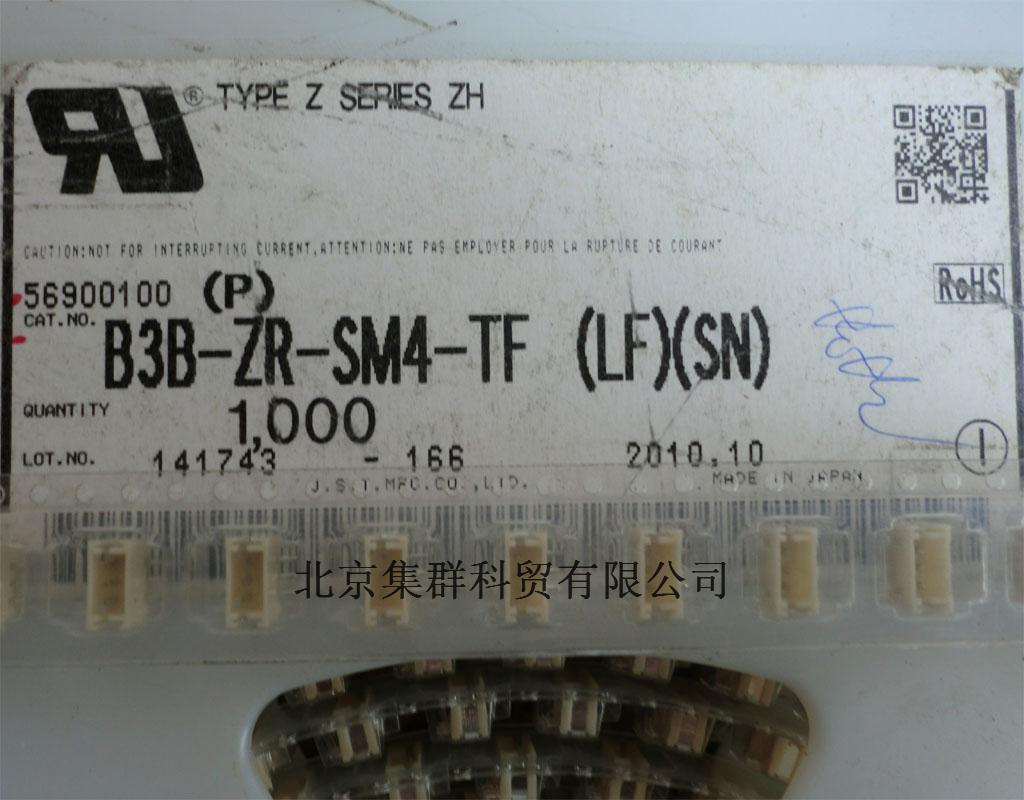 ® TYPE Z SERIES ZH
CAUTION:NOT FOR INTERRUPTING CURRENT,ATTENTION:NE PAS EMPLOYER POUR LA RUPTURE DE COURANT
56900100 (P)
RoHS
CAT.NO. B3B-ZR-SM4-TF (LF)(SN)
QUANTITY 1,000
LOT.NO. 141743 - 166 2010.10
1
J.S.T.MFG.CO.,LTD. MADE IN JAPAN
北京集群科贸有限公司